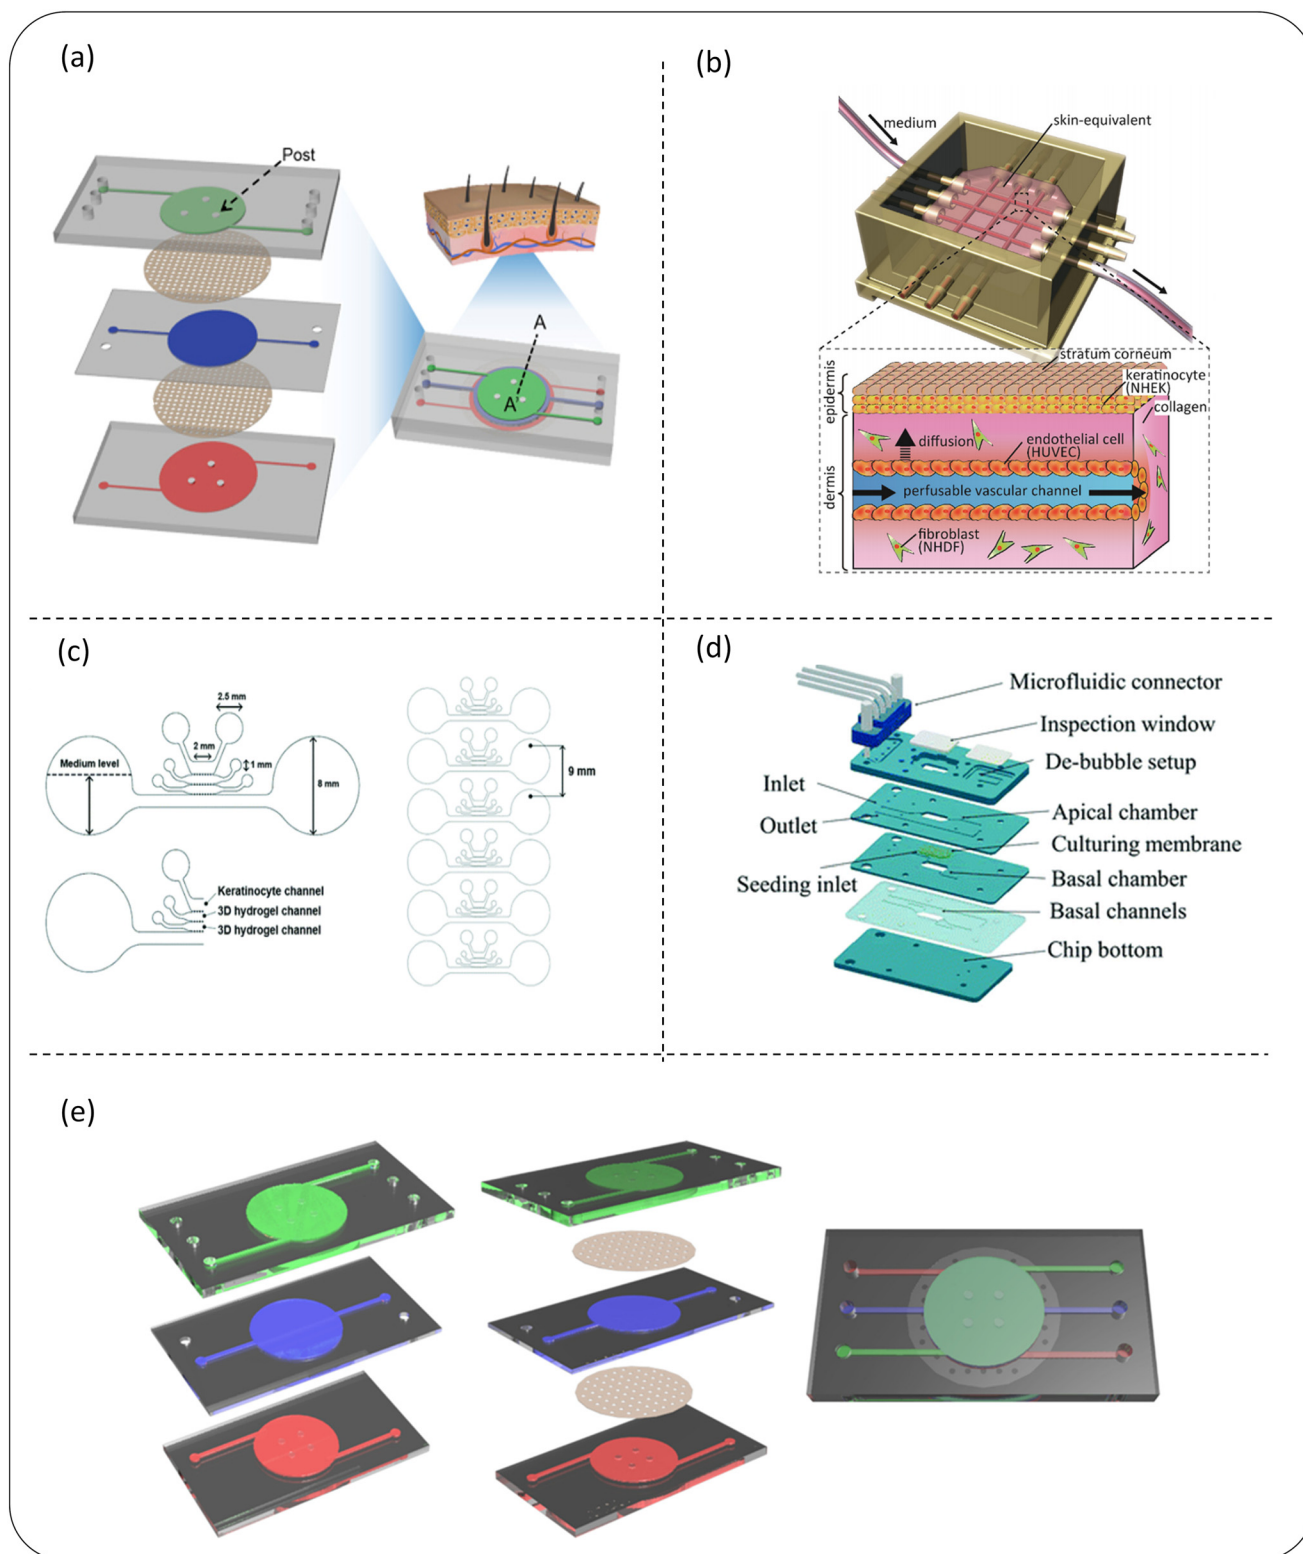 (a)
Post
A
A'
(b)
medium
skin-equivalent
stratum corneum
keratinocyte
(NHEK)
collagen
epidermis
diffusion
endothelial cell
(HUVEC)
dermis
perfusable vascular channel
fibroblast
(NHDF)
(c)
2.5 mm
2 mm
Medium level
1 mm
8 mm
9 mm
Keratinocyte channel
3D hydrogel channel
3D hydrogel channel
(d)
Microfluidic connector
Inspection window
De-bubble setup
Inlet
Apical chamber
Outlet
Culturing membrane
Seeding inlet
Basal chamber
Basal channels
Chip bottom
(e)